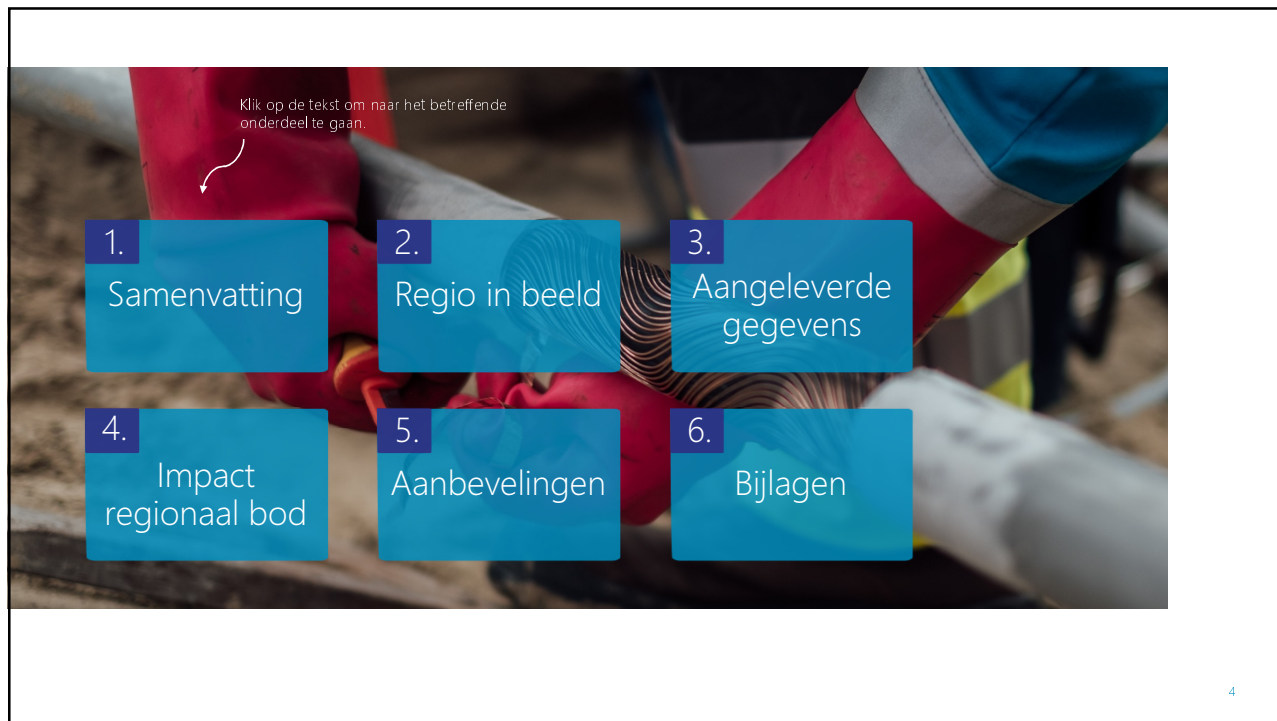 Klik op de tekst om naar het betreffende
onderdeel te gaan.
1.
Samenvatting
2.
Regio in beeld
3.
Aangeleverde
gegevens
4.
Impact
regionaal bod
5.
Aanbevelingen
6.
Bijlagen
4